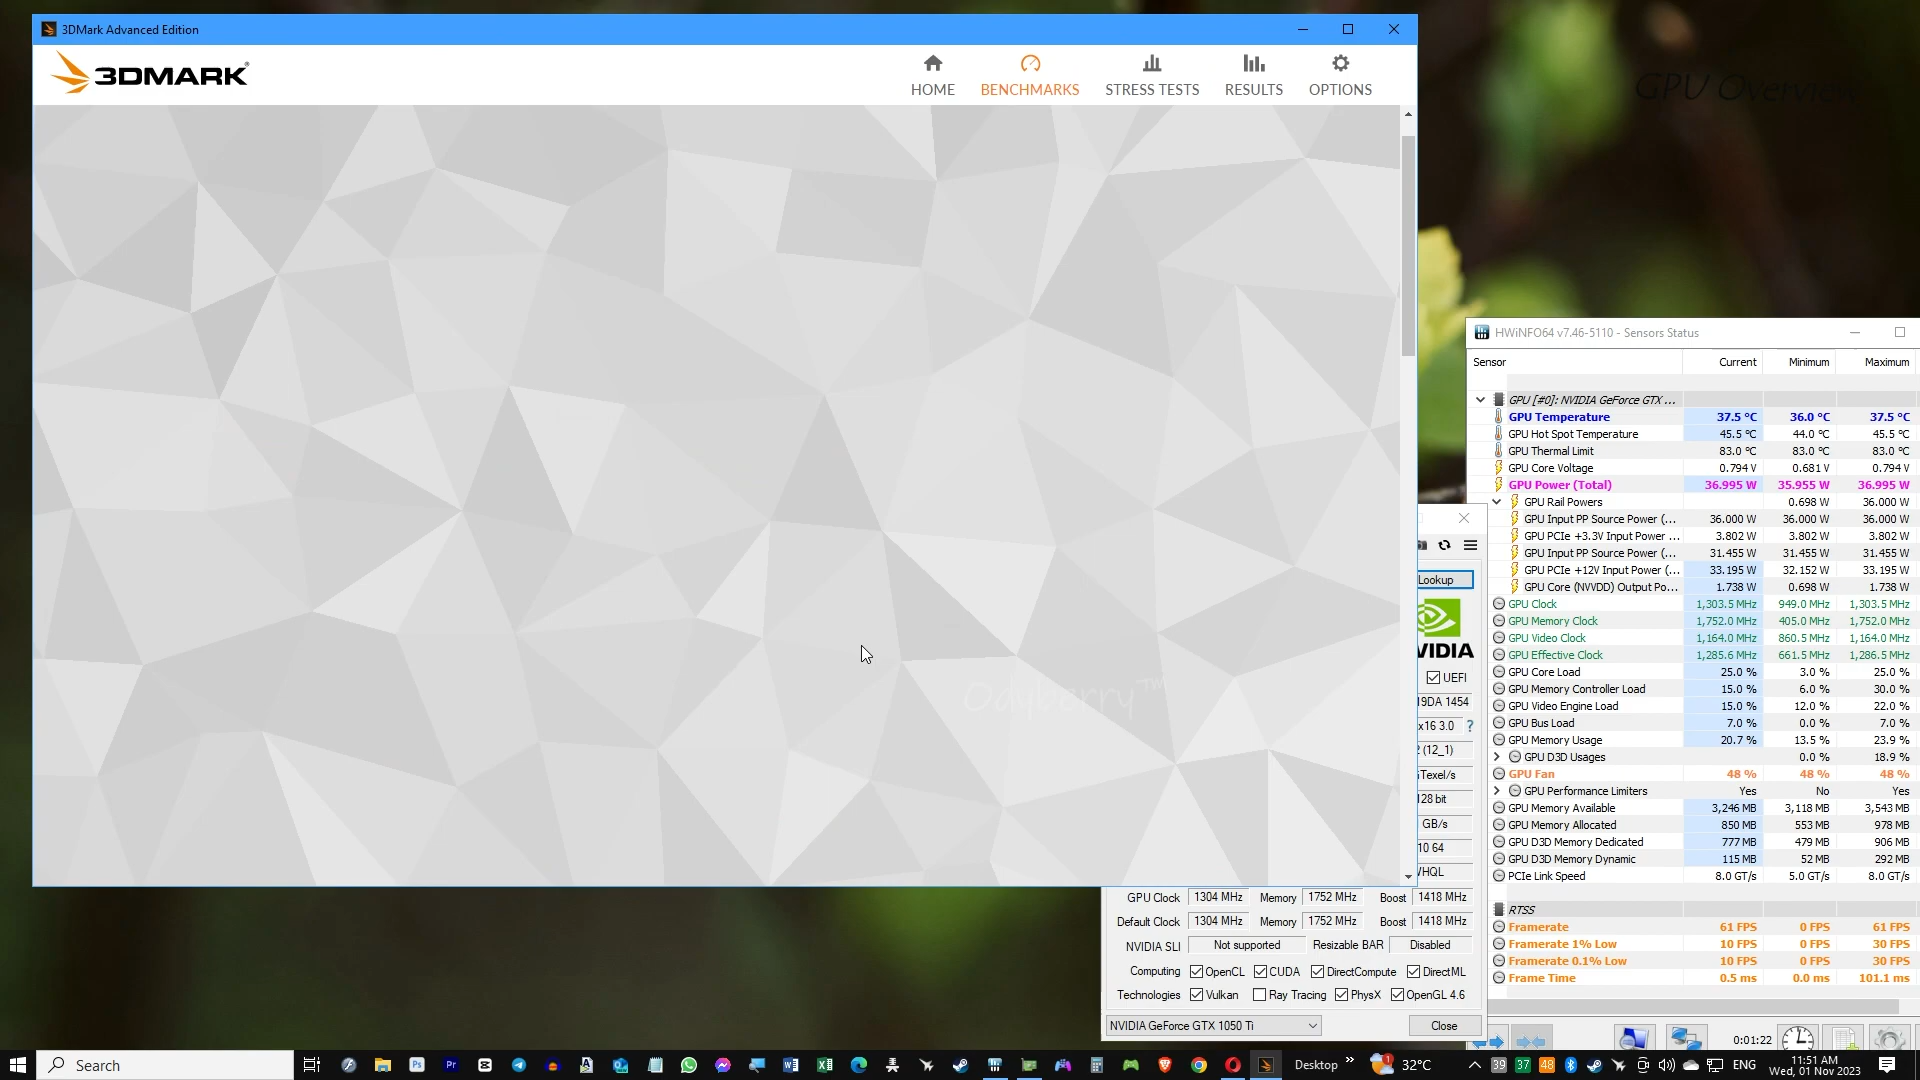 3DMark Advanced Edition
3DMARK
HOME
BENCHMARKS
STRESS TESTS
RESULTS
OPTIONS
GPU Overview
Odyberry™
HWiNFO64 v7.46-5110 - Sensors Status
Sensor Current Minimum Maximum
GPU [#0]: NVIDIA GeForce GTX ...
GPU Temperature 37.5 °C 36.0 °C 37.5 °C
GPU Hot Spot Temperature 45.5 °C 44.0 °C 45.5 °C
GPU Thermal Limit 83.0 °C 83.0 °C 83.0 °C
GPU Core Voltage 0.794 V 0.681 V 0.794 V
GPU Power (Total) 36.995 W 35.955 W 36.995 W
GPU Rail Powers 0.698 W 36.000 W
GPU Input PP Source Power (... 36.000 W 36.000 W 36.000 W
GPU PCIe +3.3V Input Power ... 3.802 W 3.802 W 3.802 W
GPU Input PP Source Power (... 31.455 W 31.455 W 31.455 W
GPU PCIe +12V Input Power (... 33.195 W 32.152 W 33.195 W
GPU Core (NVVDD) Output Po... 1.738 W 0.698 W 1.738 W
GPU Clock 1,303.5 MHz 949.0 MHz 1,303.5 MHz
GPU Memory Clock 1,752.0 MHz 405.0 MHz 1,752.0 MHz
GPU Video Clock 1,164.0 MHz 860.5 MHz 1,164.0 MHz
GPU Effective Clock 1,285.6 MHz 661.5 MHz 1,286.5 MHz
GPU Core Load 25.0 % 3.0 % 25.0 %
GPU Memory Controller Load 15.0 % 6.0 % 30.0 %
GPU Video Engine Load 15.0 % 12.0 % 22.0 %
GPU Bus Load 7.0 % 0.0 % 7.0 %
GPU Memory Usage 20.7 % 13.5 % 23.9 %
GPU D3D Usages 0.0 % 18.9 %
GPU Fan 48 % 48 % 48 %
GPU Performance Limiters Yes No Yes
GPU Memory Available 3,246 MB 3,118 MB 3,543 MB
GPU Memory Allocated 850 MB 553 MB 978 MB
GPU D3D Memory Dedicated 777 MB 479 MB 906 MB
GPU D3D Memory Dynamic 115 MB 52 MB 292 MB
PCIe Link Speed 8.0 GT/s 5.0 GT/s 8.0 GT/s
RTSS
Framerate 61 FPS 0 FPS 61 FPS
Framerate 1% Low 10 FPS 0 FPS 30 FPS
Framerate 0.1% Low 10 FPS 0 FPS 30 FPS
Frame Time 0.5 ms 0.0 ms 101.1 ms
0:01:22
Lookup
VIDIA
UEFI
19DA 1454
x16 3.0 ?
2 (12_1)
Texel/s
128 bit
GB/s
10 64
VHQL
GPU Clock 1304 MHz Memory 1752 MHz Boost 1418 MHz
Default Clock 1304 MHz Memory 1752 MHz Boost 1418 MHz
NVIDIA SLI Not supported Resizable BAR Disabled
Computing OpenCL CUDA DirectCompute DirectML
Technologies Vulkan Ray Tracing PhysX OpenGL 4.6
NVIDIA GeForce GTX 1050 Ti Close
Search
Desktop
32°C
39 37 48
ENG
11:51 AM
Wed, 01 Nov 2023